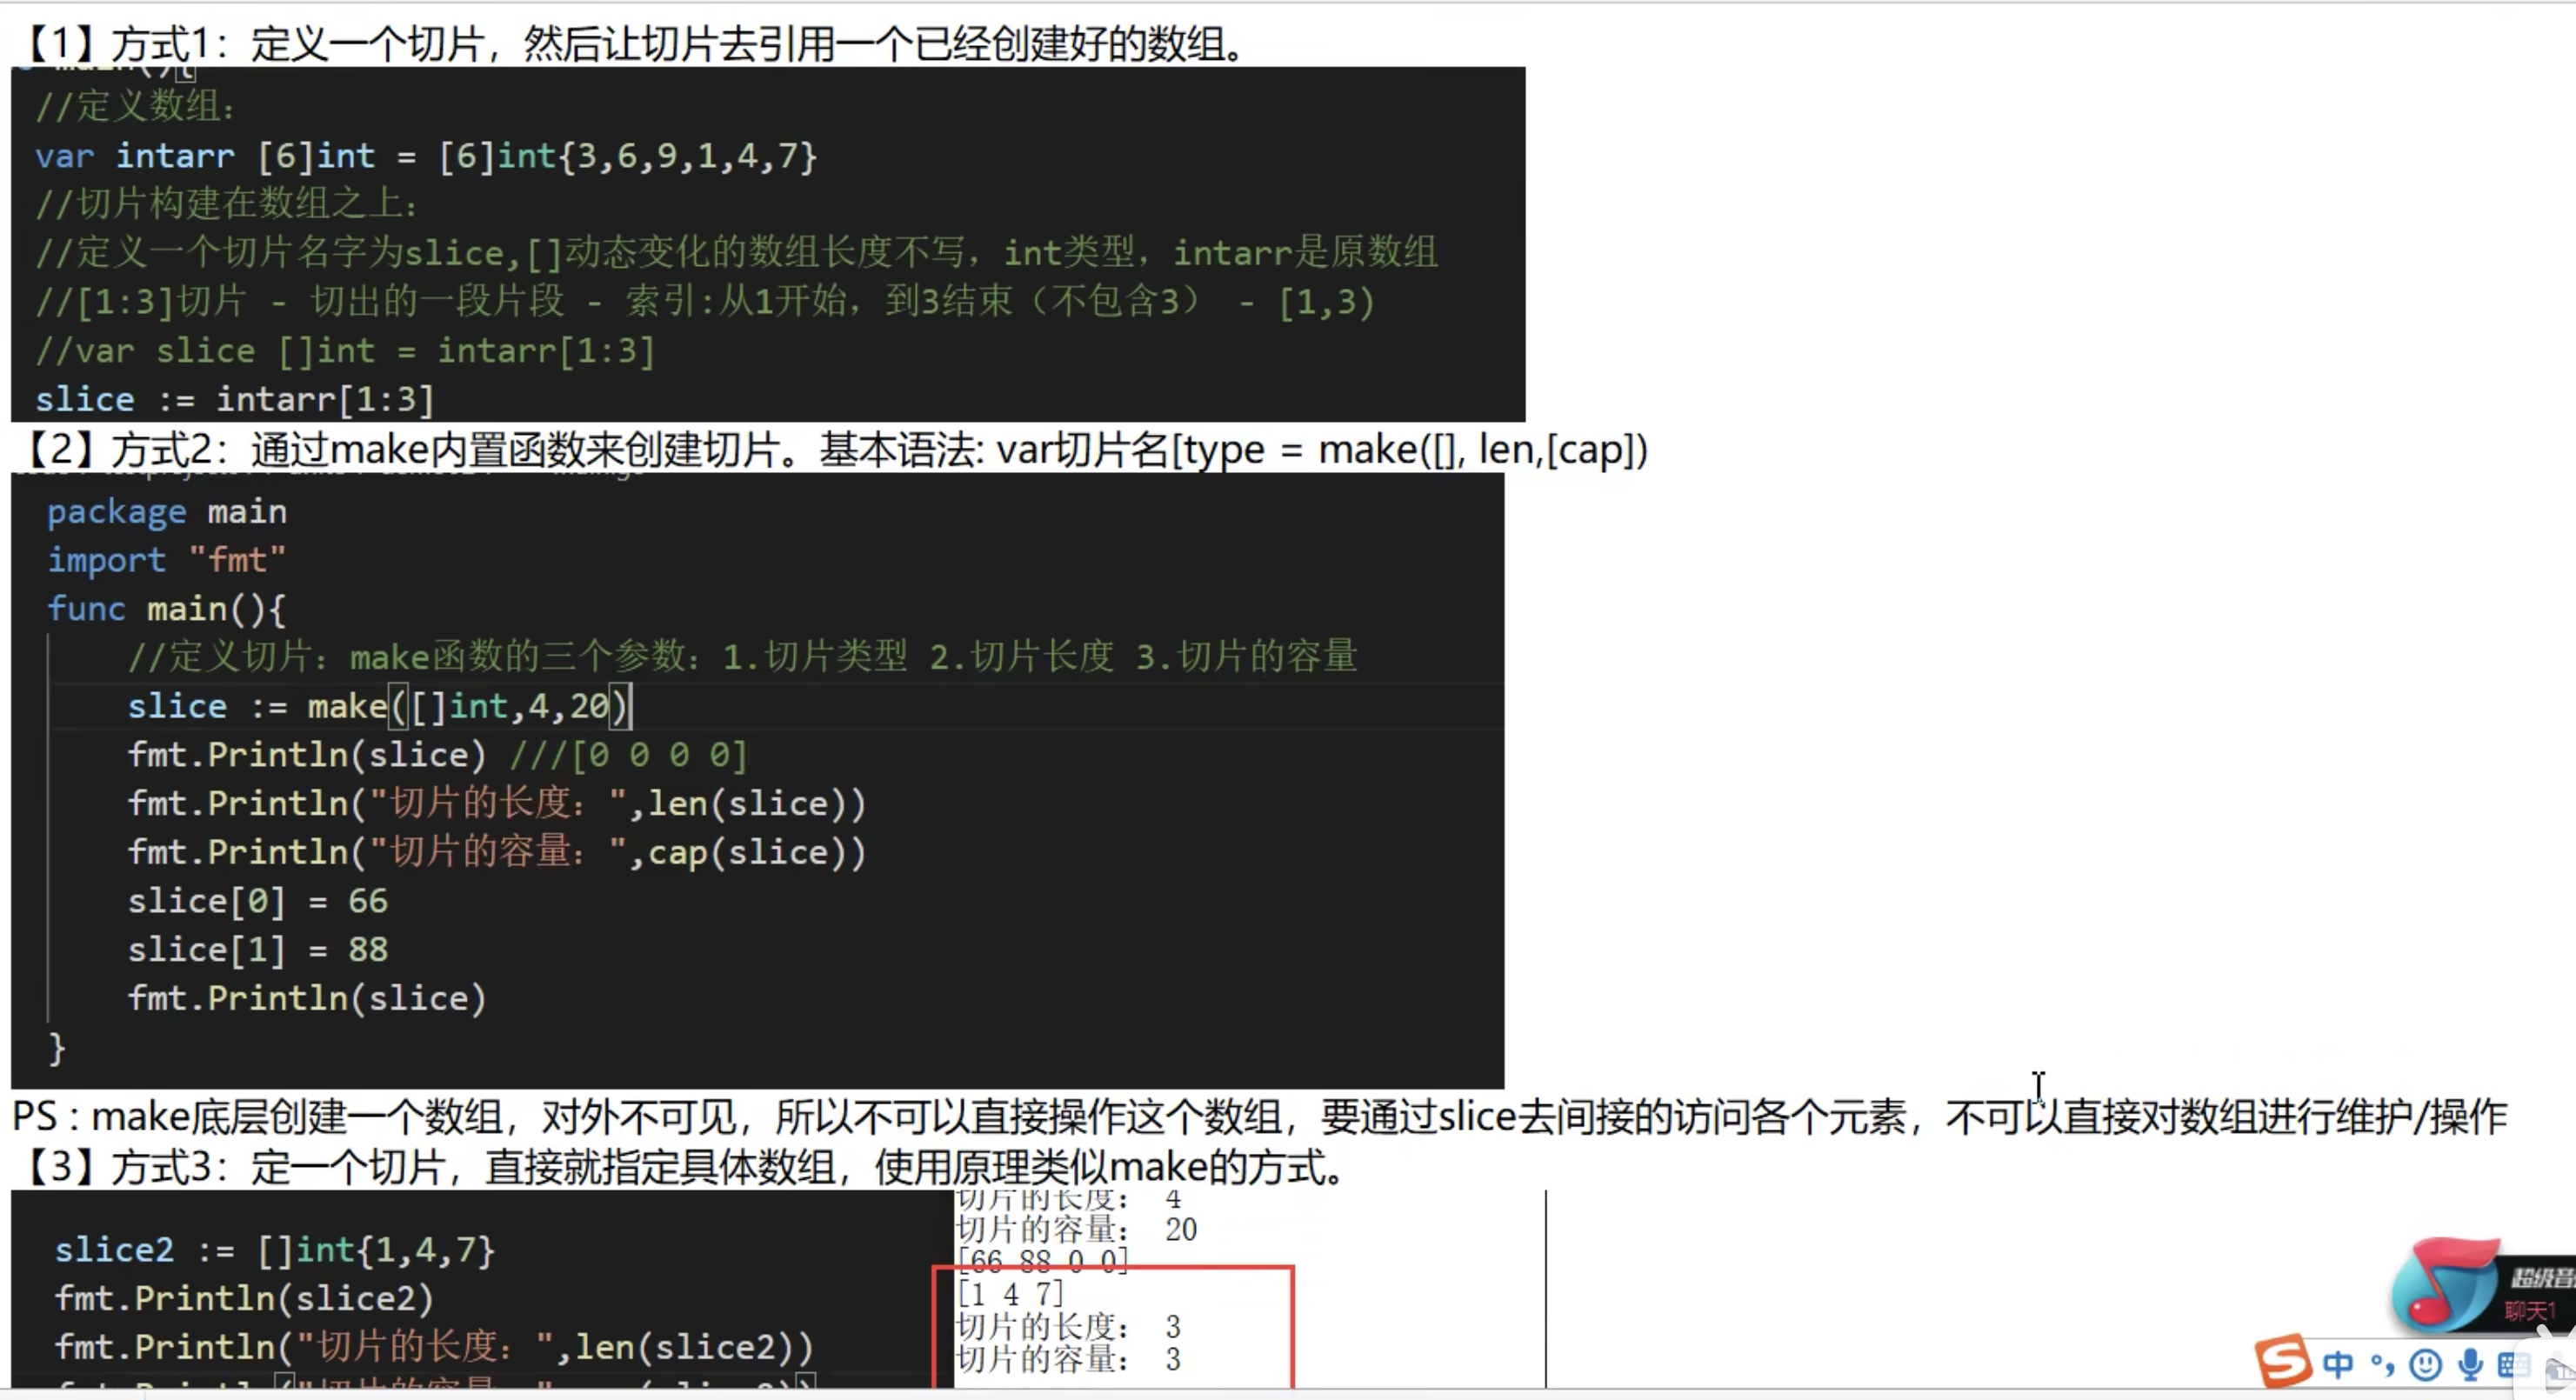 【1】方式1：定义一个切片，然后让切片去引用一个已经创建好的数组。
main(){
//定义数组：
var intarr [6]int = [6]int{3,6,9,1,4,7}
//切片构建在数组之上：
//定义一个切片名字为slice,[]动态变化的数组长度不写，int类型，intarr是原数组
//[1:3]切片 - 切出的一段片段 - 索引:从1开始，到3结束（不包含3） - [1,3)
//var slice []int = intarr[1:3]
slice := intarr[1:3]
【2】方式2：通过make内置函数来创建切片。基本语法: var切片名[type = make([], len,[cap])
package main
import "fmt"
func main(){
//定义切片：make函数的三个参数：1.切片类型 2.切片长度 3.切片的容量
slice := make([]int,4,20)
fmt.Println(slice) ///[0 0 0 0]
fmt.Println("切片的长度：",len(slice))
fmt.Println("切片的容量：",cap(slice))
slice[0] = 66
slice[1] = 88
fmt.Println(slice)
}
PS : make底层创建一个数组，对外不可见，所以不可以直接操作这个数组，要通过slice去间接的访问各个元素，不可以直接对数组进行维护/操作
【3】方式3：定一个切片，直接就指定具体数组，使用原理类似make的方式。
slice2 := []int{1,4,7}
fmt.Println(slice2)
fmt.Println("切片的长度：",len(slice2))
切片的长度： 4
切片的容量： 20
[66 88 0 0]
[1 4 7]
切片的长度： 3
切片的容量： 3
超级音
聊天1
中